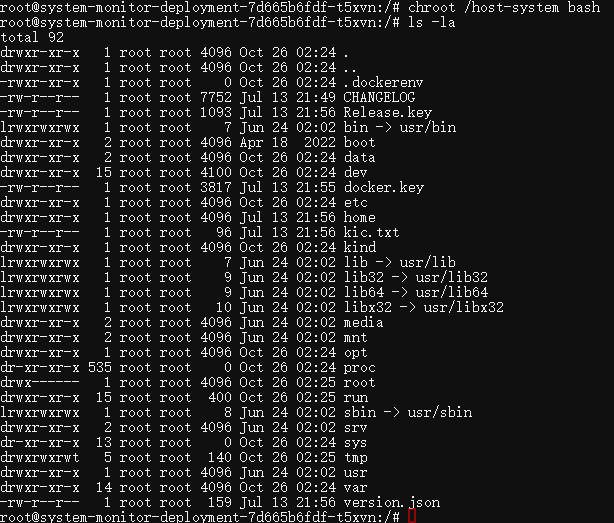 root@system-monitor-deployment-7d665b6fdf-t5xvn:/# chroot /host-system bash
root@system-monitor-deployment-7d665b6fdf-t5xvn:/# ls -la
total 92
drwxr-xr-x   1 root root 4096 Oct 26 02:24 .
drwxr-xr-x   1 root root 4096 Oct 26 02:24 ..
-rwxr-xr-x   1 root root    0 Oct 26 02:24 .dockerenv
-rw-r--r--   1 root root 7752 Jul 13 21:49 CHANGELOG
-rw-r--r--   1 root root 1093 Jul 13 21:56 Release.key
lrwxrwxrwx   1 root root    7 Jun 24 02:02 bin -> usr/bin
drwxr-xr-x   2 root root 4096 Apr 18  2022 boot
drwxr-xr-x   2 root root 4096 Oct 26 02:24 data
drwxr-xr-x  15 root root 4100 Oct 26 02:24 dev
-rw-r--r--   1 root root 3817 Jul 13 21:55 docker.key
drwxr-xr-x   1 root root 4096 Oct 26 02:24 etc
drwxr-xr-x   1 root root 4096 Jul 13 21:56 home
-rw-r--r--   1 root root   96 Jul 13 21:56 kic.txt
drwxr-xr-x   1 root root 4096 Oct 26 02:24 kind
lrwxrwxrwx   1 root root    7 Jun 24 02:02 lib -> usr/lib
lrwxrwxrwx   1 root root    9 Jun 24 02:02 lib32 -> usr/lib32
lrwxrwxrwx   1 root root    9 Jun 24 02:02 lib64 -> usr/lib64
lrwxrwxrwx   1 root root   10 Jun 24 02:02 libx32 -> usr/libx32
drwxr-xr-x   2 root root 4096 Jun 24 02:02 media
drwxr-xr-x   2 root root 4096 Jun 24 02:02 mnt
drwxr-xr-x   1 root root 4096 Oct 26 02:24 opt
dr-xr-xr-x 535 root root    0 Oct 26 02:24 proc
drwx------   1 root root 4096 Oct 26 02:25 root
drwxr-xr-x  15 root root  400 Oct 26 02:25 run
lrwxrwxrwx   1 root root    8 Jun 24 02:02 sbin -> usr/sbin
drwxr-xr-x   2 root root 4096 Jun 24 02:02 srv
dr-xr-xr-x  13 root root    0 Oct 26 02:24 sys
drwxrwxrwt   5 root root  140 Oct 26 02:25 tmp
drwxr-xr-x   1 root root 4096 Jun 24 02:02 usr
drwxr-xr-x  14 root root 4096 Oct 26 02:24 var
-rw-r--r--   1 root root  159 Jul 13 21:56 version.json
root@system-monitor-deployment-7d665b6fdf-t5xvn:/#